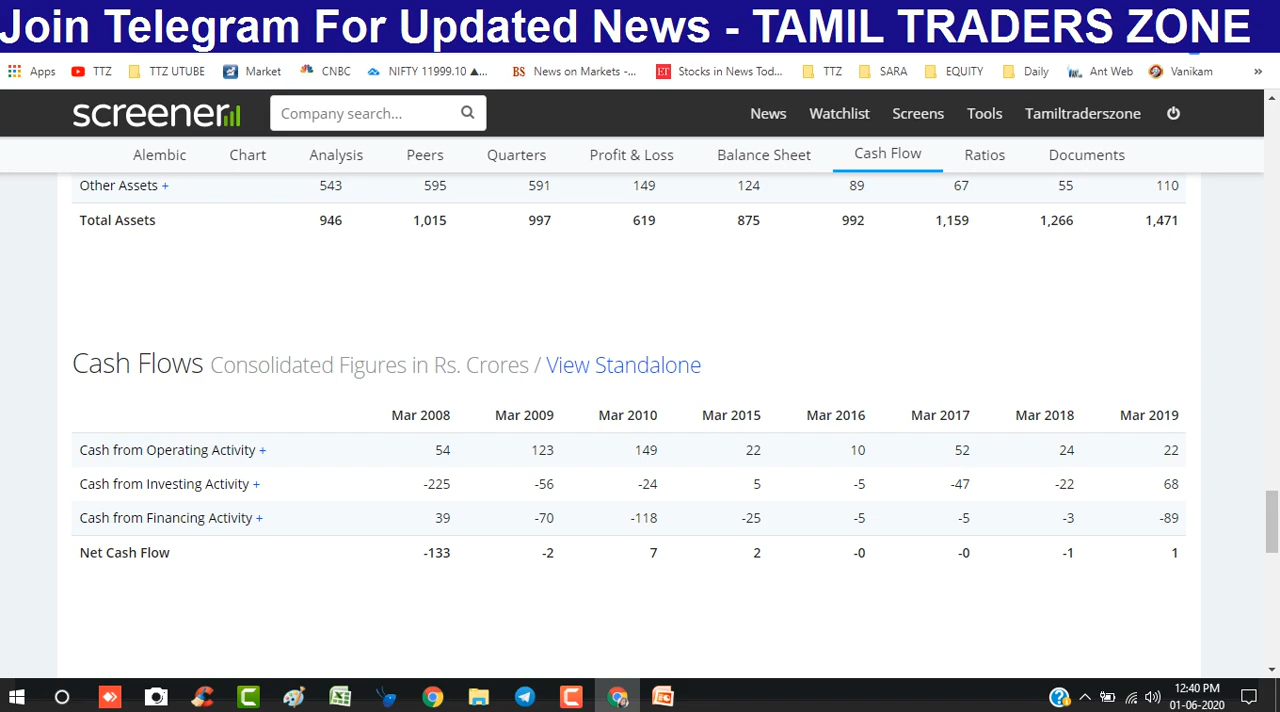 Join Telegram For Updated News - TAMIL TRADERS ZONE
Apps TTZ TTZ UTUBE Market CNBC NIFTY 11999.10 ▲... BS News on Markets -... ET Stocks in News Tod... TTZ SARA EQUITY Daily Ant Web Vanikam »
screener Company search... News Watchlist Screens Tools Tamiltraderszone
Alembic Chart Analysis Peers Quarters Profit & Loss Balance Sheet Cash Flow Ratios Documents
Other Assets + 543 595 591 149 124 89 67 55 110
Total Assets 946 1,015 997 619 875 992 1,159 1,266 1,471
Cash Flows Consolidated Figures in Rs. Crores / View Standalone
Mar 2008 Mar 2009 Mar 2010 Mar 2015 Mar 2016 Mar 2017 Mar 2018 Mar 2019
Cash from Operating Activity + 54 123 149 22 10 52 24 22
Cash from Investing Activity + -225 -56 -24 5 -5 -47 -22 68
Cash from Financing Activity + 39 -70 -118 -25 -5 -5 -3 -89
Net Cash Flow -133 -2 7 2 -0 -0 -1 1
12:40 PM
01-06-2020